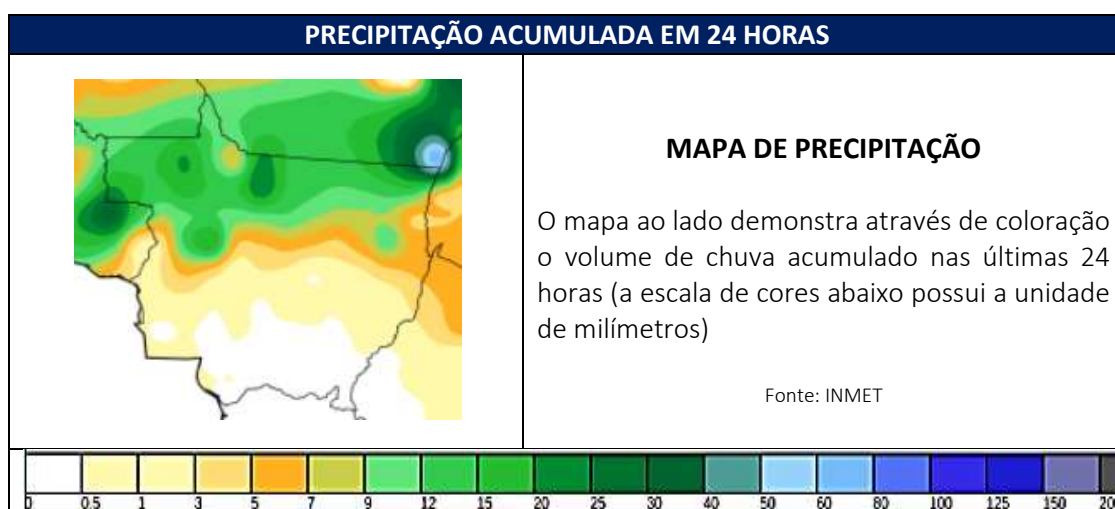 PRECIPITAÇÃO ACUMULADA EM 24 HORAS
MAPA DE PRECIPITAÇÃO
O mapa ao lado demonstra através de coloração
o volume de chuva acumulado nas últimas 24
horas (a escala de cores abaixo possui a unidade
de milímetros)
Fonte: INMET
0 0.5 1 3 5 7 9 12 15 20 25 30 40 50 60 80 100 125 150 20